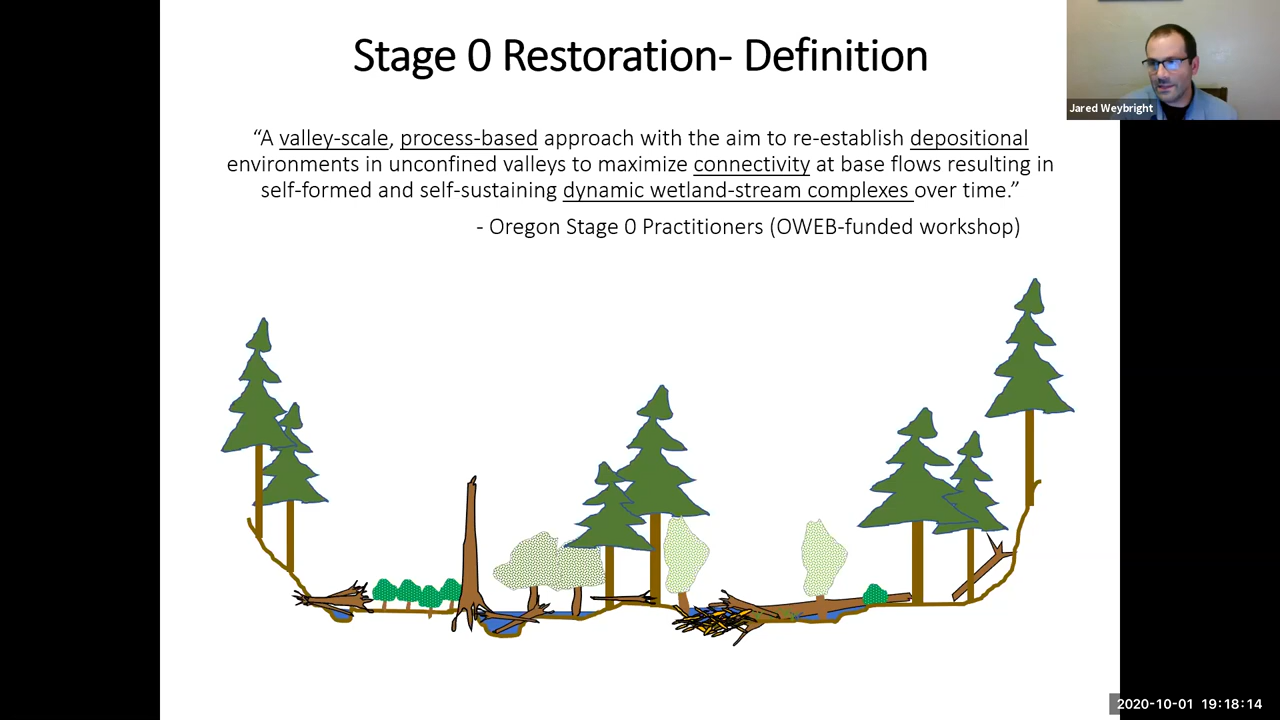 Stage 0 Restoration- Definition
Jared Weybright
“A valley-scale, process-based approach with the aim to re-establish depositional
environments in unconfined valleys to maximize connectivity at base flows resulting in
self-formed and self-sustaining dynamic wetland-stream complexes over time.”
- Oregon Stage 0 Practitioners (OWEB-funded workshop)
2020-10-01 19:18:14